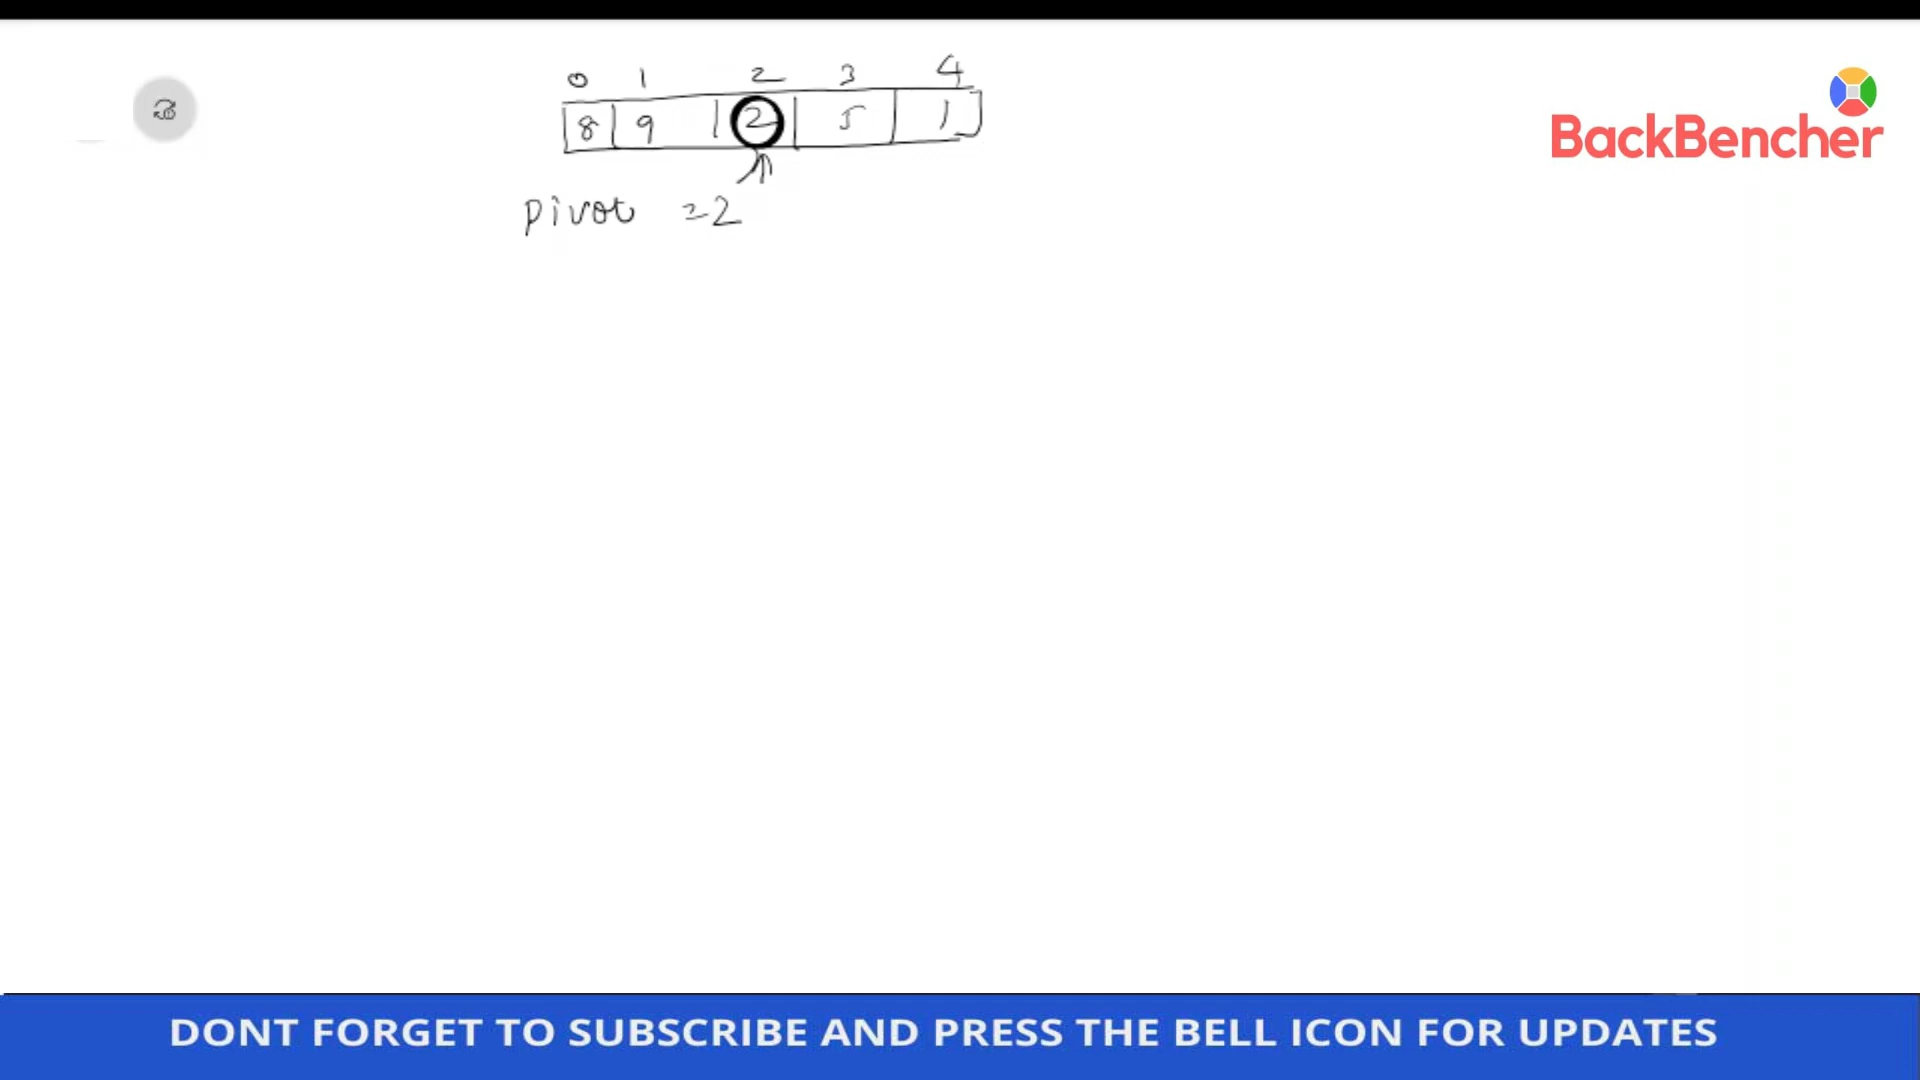 0 1 2 3 4
8 9 2 5 1
pivot =2
BackBencher
DONT FORGET TO SUBSCRIBE AND PRESS THE BELL ICON FOR UPDATES